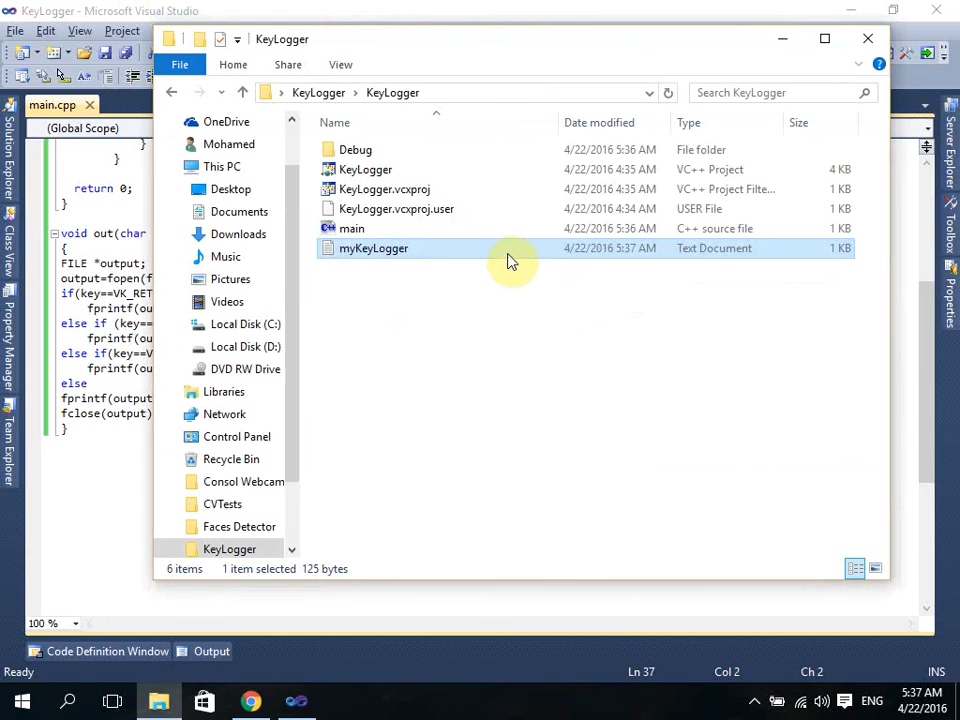 KeyLogger - Microsoft Visual Studio
File Edit View Project
KeyLogger
File Home Share View
KeyLogger KeyLogger
Search KeyLogger
main.cpp
(Global Scope)
Name Date modified Type Size
Debug 4/22/2016 5:36 AM File folder
KeyLogger 4/22/2016 4:35 AM VC++ Project 4 KB
KeyLogger.vcxproj 4/22/2016 4:35 AM VC++ Project Filte... 1 KB
KeyLogger.vcxproj.user 4/22/2016 4:34 AM USER File 1 KB
main 4/22/2016 5:36 AM C++ source file 1 KB
myKeyLogger 4/22/2016 5:37 AM Text Document 1 KB
OneDrive
Mohamed
This PC
Desktop
Documents
Downloads
Music
Pictures
Videos
Local Disk (C:)
Local Disk (D:)
DVD RW Drive
Libraries
Network
Control Panel
Recycle Bin
Consol Webcam
CVTests
Faces Detector
KeyLogger
6 items 1 item selected 125 bytes
}
}
return 0;
}
void out(char
{
FILE *output;
output=fopen(f
if(key==VK_RET
fprintf(ou
else if (key==
fprintf(ou
else if(key==V
fprintf(ou
else
fprintf(output
fclose(output)
}
Solution Explorer
Class View
Property Manager
Team Explorer
Server Explorer
Toolbox
Properties
100 %
Code Definition Window Output
Ready Ln 37 Col 2 Ch 2 INS
ENG
5:37 AM
4/22/2016